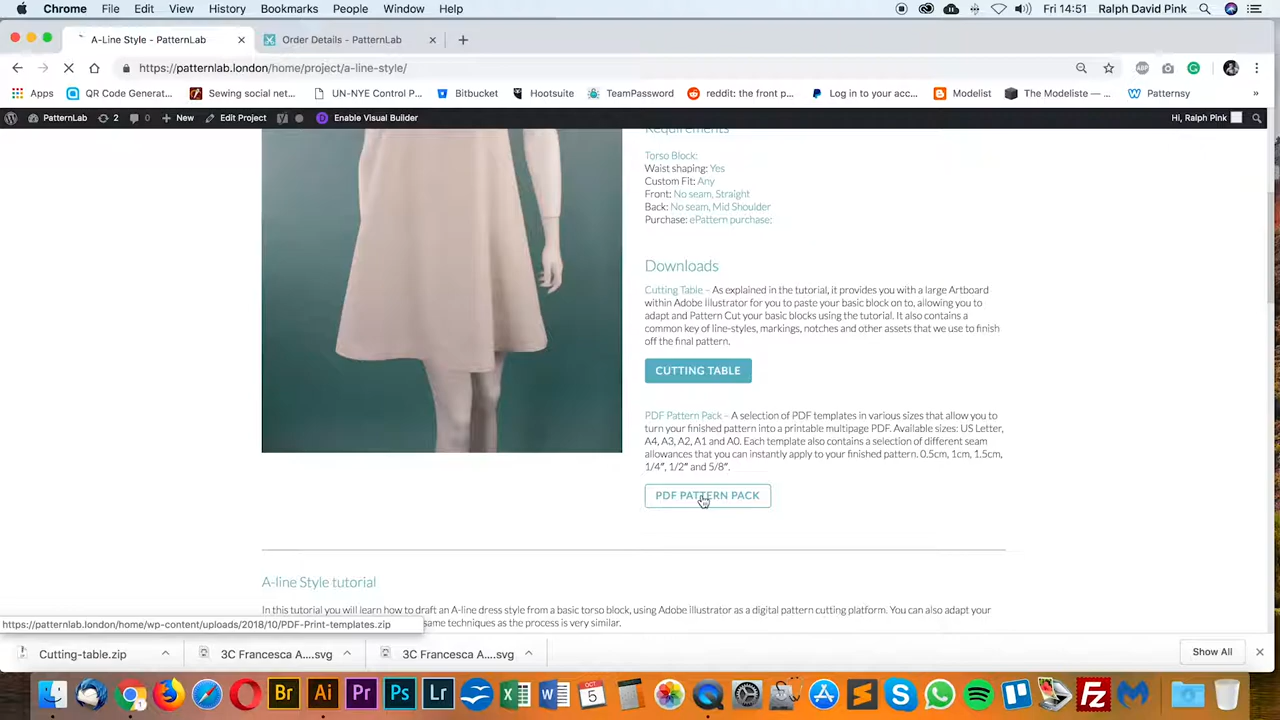 Chrome File Edit View History Bookmarks People Window Help Fri 14:51 Ralph David Pink
A-Line Style - PatternLab Order Details - PatternLab
https://patternlab.london/home/project/a-line-style/
Apps QR Code Generat... Sewing social net... UN-NYE Control P... Bitbucket Hootsuite TeamPassword reddit: the front p... Log in to your acc... Modelist The Modeliste — ... Patternsy
PatternLab 2 0 New Edit Project Enable Visual Builder Hi, Ralph Pink
Requirements
Torso Block:
Waist shaping: Yes
Custom Fit: Any
Front: No seam, Straight
Back: No seam, Mid Shoulder
Purchase: ePattern purchase:
Downloads
Cutting Table – As explained in the tutorial, it provides you with a large Artboard
within Adobe Illustrator for you to paste your basic block on to, allowing you to
adapt and Pattern Cut your basic blocks using the tutorial. It also contains a
common key of line-styles, markings, notches and other assets that we use to finish
off the final pattern.
CUTTING TABLE
PDF Pattern Pack – A selection of PDF templates in various sizes that allow you to
turn your finished pattern into a printable multipage PDF. Available sizes: US Letter,
A4, A3, A2, A1 and A0. Each template also contains a selection of different seam
allowances that you can instantly apply to your finished pattern. 0.5cm, 1cm, 1.5cm,
1/4″, 1/2″ and 5/8″.
PDF PATTERN PACK
A-line Style tutorial
In this tutorial you will learn how to draft an A-line dress style from a basic torso block, using Adobe illustrator as a digital pattern cutting platform. You can also adapt your
same techniques as the process is very similar.
https://patternlab.london/home/wp-content/uploads/2018/10/PDF-Print-templates.zip
Cutting-table.zip 3C Francesca A....svg 3C Francesca A....svg Show All
Br Ai Pr Ps Lr W 5 S Fz